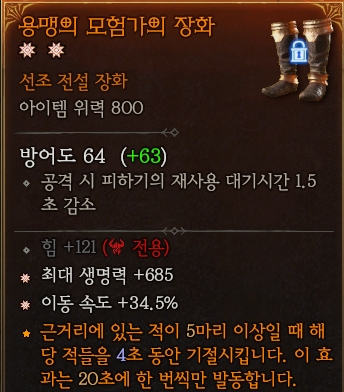 용맹의 모험가의 장화
선조 전설 장화
아이템 위력 800
방어도 64 (+63)
공격 시 피하기의 재사용 대기시간 1.5
초 감소
힘 +121 ( 전용)
최대 생명력 +685
이동 속도 +34.5%
근거리에 있는 적이 5마리 이상일 때 해
당 적들을 4초 동안 기절시킵니다. 이 효
과는 20초에 한 번씩만 발동합니다.